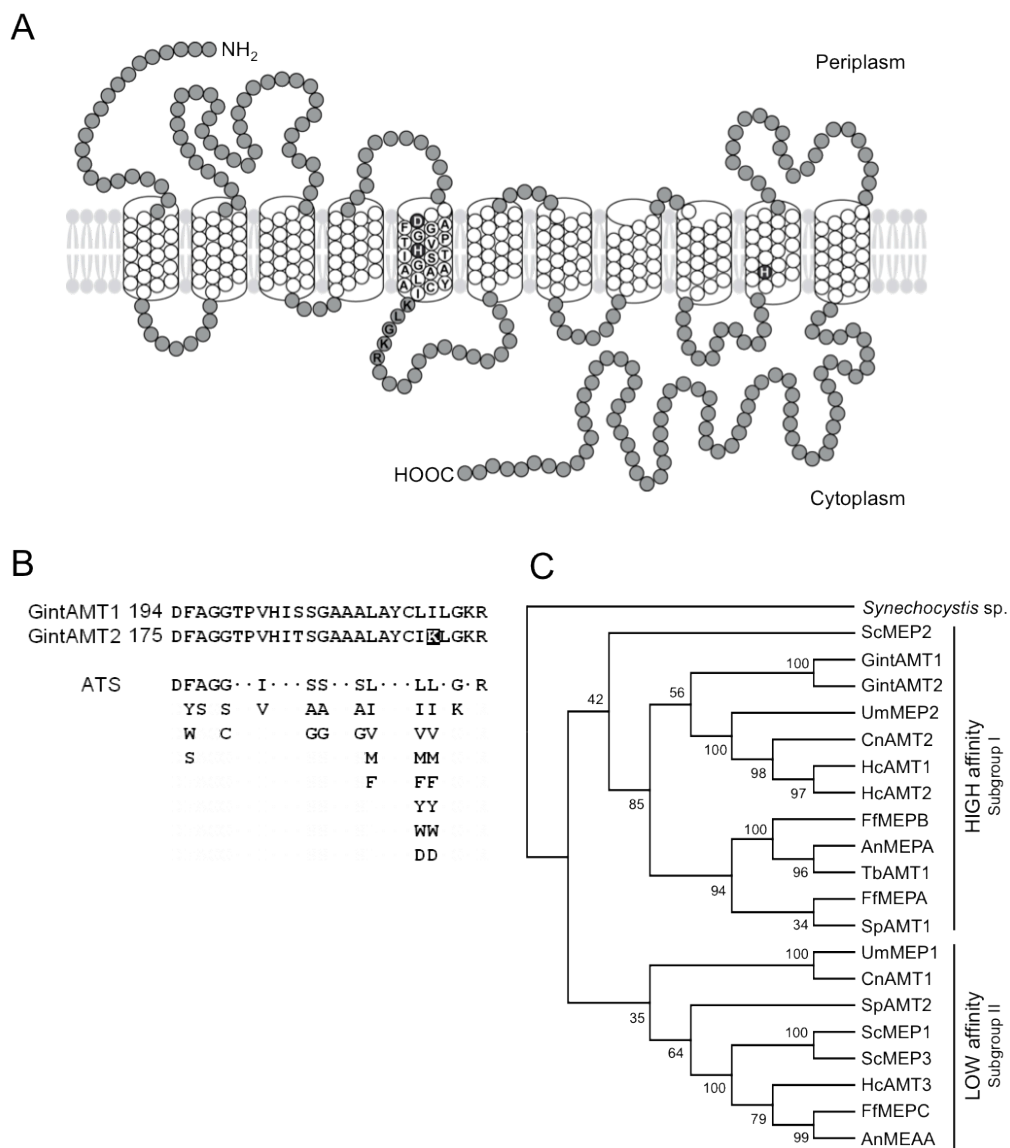 A
NH2
Periplasm
F T I A A
D G H G L I
G V S A C
A P T A Y
K L G K R
H
HOOC
Cytoplasm
B
GintAMT1 194 DFAGGTPVHISSGAAALAYCLILGKR
GintAMT2 175 DFAGGTPVHITSGAAALAYCIKLGKR
ATS DFAGG··I···SS··SL···LL·G·R
YS S V AA AI II K
W C GG GV VV
S M MM
F FF
YY
WW
DD
C
Synechocystis sp.
ScMEP2
GintAMT1
100
GintAMT2
56
42
UmMEP2
100
CnAMT2
98
HcAMT1
97
HcAMT2
85
FfMEPB
100
AnMEPA
96
TbAMT1
94
FfMEPA
34
SpAMT1
HIGH affinity
Subgroup I
UmMEP1
100
CnAMT1
35
SpAMT2
64
ScMEP1
100
ScMEP3
100
HcAMT3
79
FfMEPC
99
AnMEAA
LOW affinity
Subgroup II